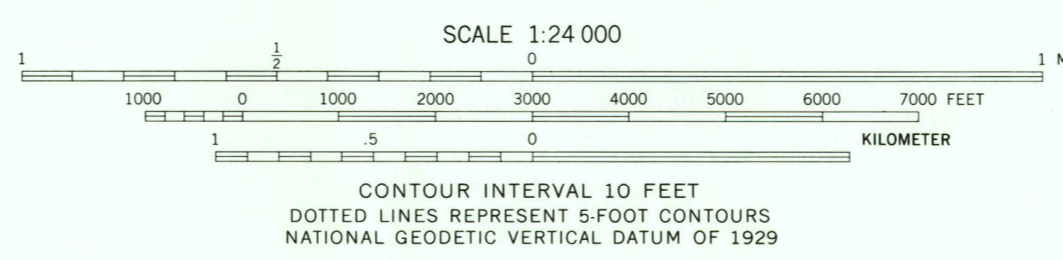 SCALE 1:24 000
1 1/2 0 1 M
1000 0 1000 2000 3000 4000 5000 6000 7000 FEET
1 .5 0 KILOMETER
CONTOUR INTERVAL 10 FEET
DOTTED LINES REPRESENT 5-FOOT CONTOURS
NATIONAL GEODETIC VERTICAL DATUM OF 1929